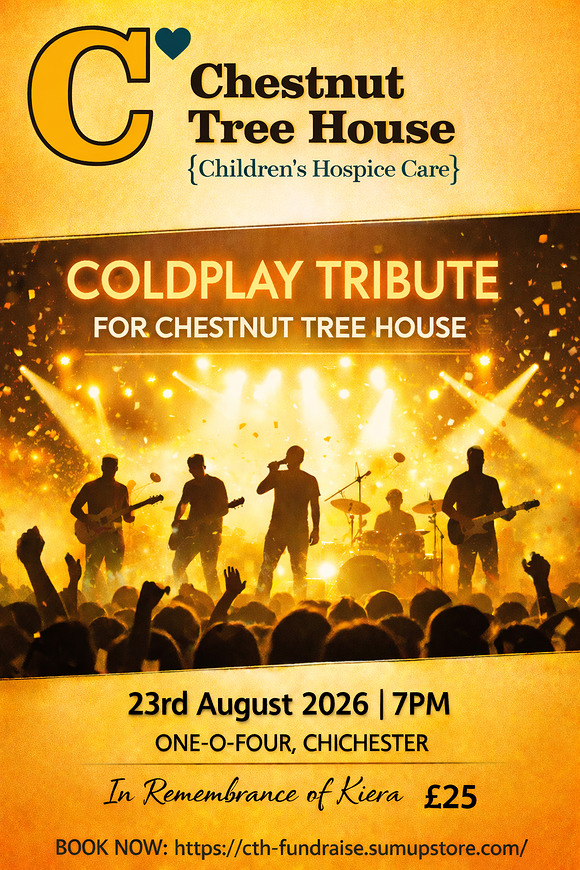 C
Chestnut
Tree House
{Children's Hospice Care}
COLDPLAY TRIBUTE
FOR CHESTNUT TREE HOUSE
23rd August 2026 | 7PM
ONE-O-FOUR, CHICHESTER
In Remembrance of Kiera £25
BOOK NOW: https://cth-fundraise.sumupstore.com/